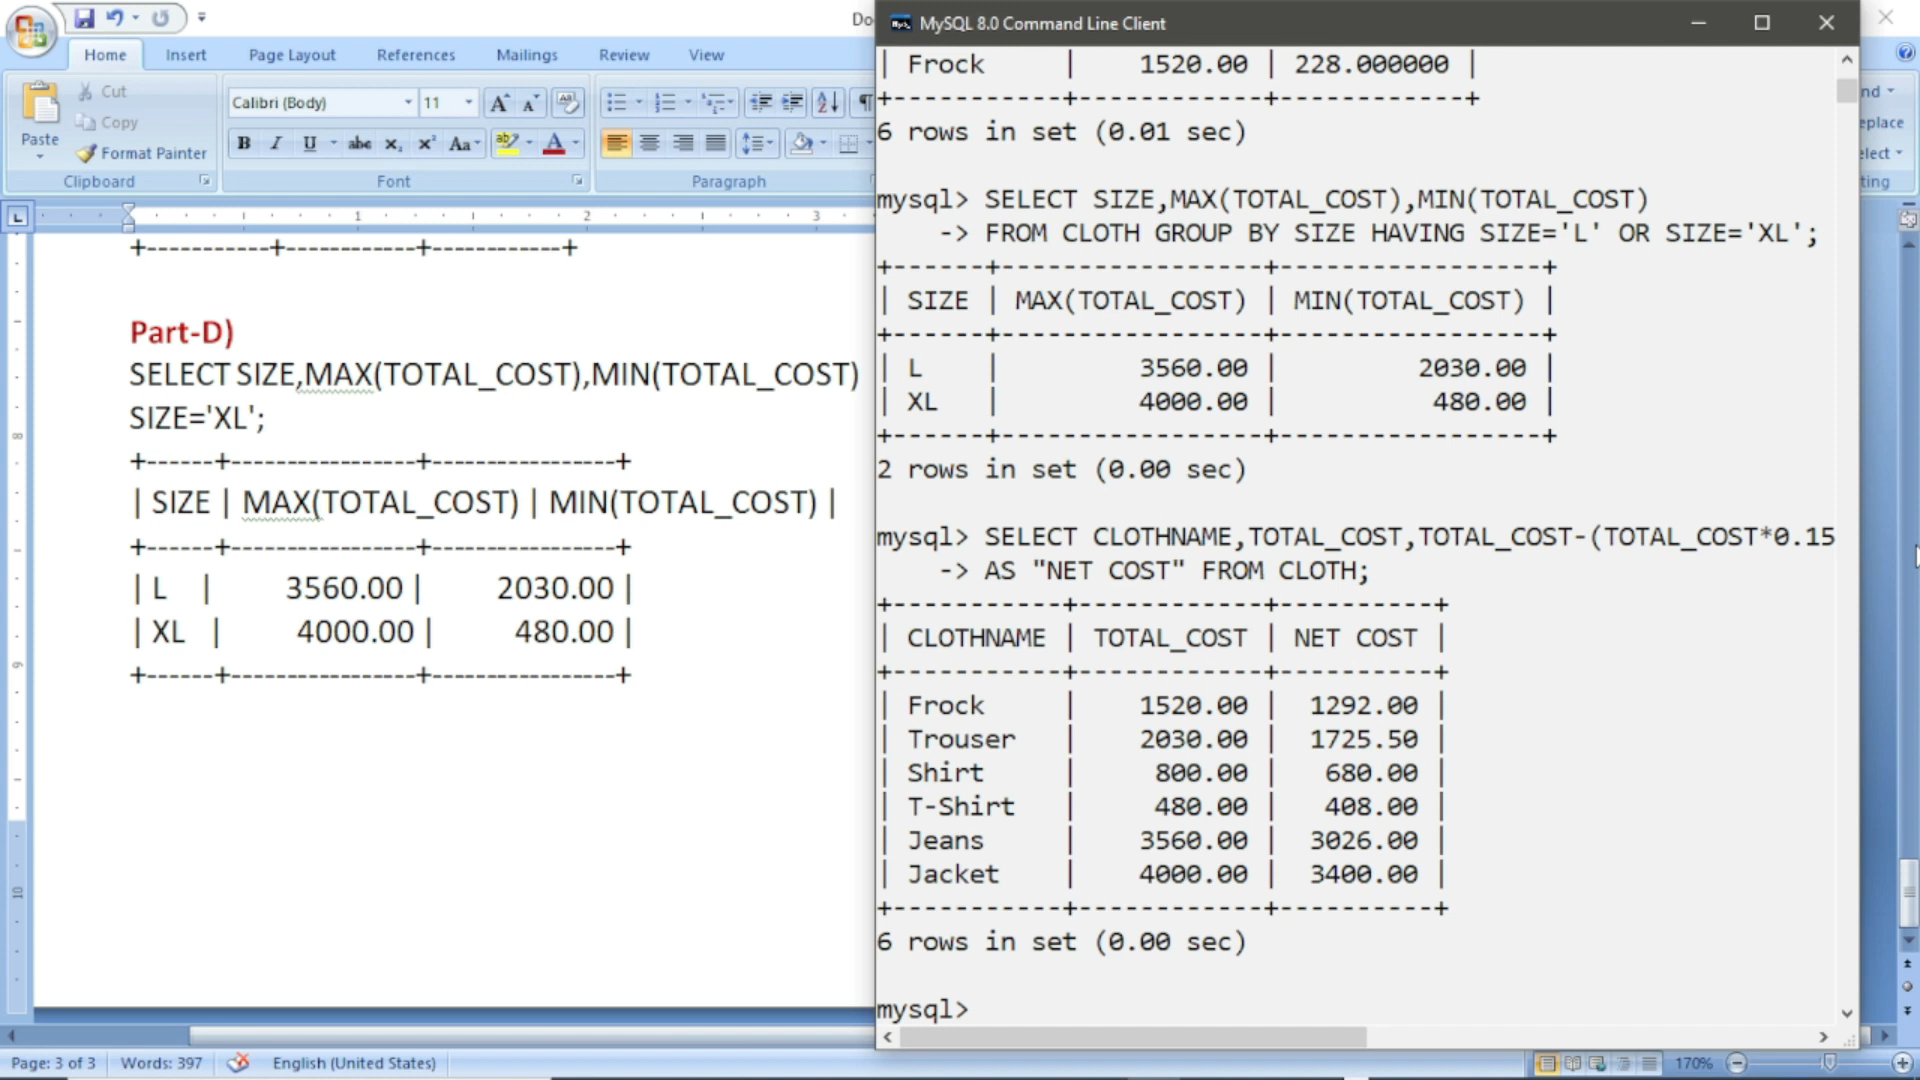 Do
Home Insert Page Layout References Mailings Review View
Paste
Cut
Copy
Format Painter
Clipboard
Calibri (Body) 11
Font
Paragraph
1 2 3
+-----------+------------+------------+
Part-D)
SELECT SIZE,MAX(TOTAL_COST),MIN(TOTAL_COST)
SIZE='XL';
+------+-----------------+-----------------+
| SIZE | MAX(TOTAL_COST) | MIN(TOTAL_COST) |
+------+-----------------+-----------------+
| L | 3560.00 | 2030.00 |
| XL | 4000.00 | 480.00 |
+------+-----------------+-----------------+
Page: 3 of 3 Words: 397 English (United States)
MySQL 8.0 Command Line Client
| Frock | 1520.00 | 228.000000 |
+-----------+------------+------------+
6 rows in set (0.01 sec)
mysql> SELECT SIZE,MAX(TOTAL_COST),MIN(TOTAL_COST)
-> FROM CLOTH GROUP BY SIZE HAVING SIZE='L' OR SIZE='XL';
+------+-----------------+-----------------+
| SIZE | MAX(TOTAL_COST) | MIN(TOTAL_COST) |
+------+-----------------+-----------------+
| L | 3560.00 | 2030.00 |
| XL | 4000.00 | 480.00 |
+------+-----------------+-----------------+
2 rows in set (0.00 sec)
mysql> SELECT CLOTHNAME,TOTAL_COST,TOTAL_COST-(TOTAL_COST*0.15
-> AS "NET COST" FROM CLOTH;
+-----------+------------+----------+
| CLOTHNAME | TOTAL_COST | NET COST |
+-----------+------------+----------+
| Frock | 1520.00 | 1292.00 |
| Trouser | 2030.00 | 1725.50 |
| Shirt | 800.00 | 680.00 |
| T-Shirt | 480.00 | 408.00 |
| Jeans | 3560.00 | 3026.00 |
| Jacket | 4000.00 | 3400.00 |
+-----------+------------+----------+
6 rows in set (0.00 sec)
mysql>
nd
eplace
elect
ting
170%